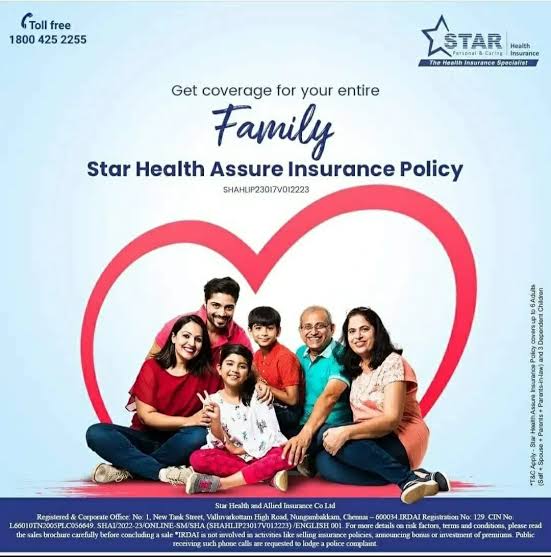 Toll free
1800 425 2255
STAR
Personal & Caring
Health
Insurance
The Health Insurance Specialist
Get coverage for your entire
Family
Star Health Assure Insurance Policy
SHAHLIP23017V012223
*T&C Apply - Star Health Assure Insurance Policy covers up to 6 Adults
(Self + Spouse + Parents + Parents-in-law) and 3 Dependent Children
Star Health and Allied Insurance Co Ltd
Registered & Corporate Office: No: 1, New Tank Street, Valluvarkottam High Road, Nungambakkam, Chennai – 600034.IRDAI Registration No: 129. CIN No:
L66010TN2005PLC056649. SHAI/2022-23/ONLINE-SM/SHA (SHAHLIP23017V012223) /ENGLISH 001. For more details on risk factors, terms and conditions, please read
the sales brochure carefully before concluding a sale *IRDAI is not involved in activities like selling insurance policies, announcing bonus or investment of premiums. Public
receiving such phone calls are requested to lodge a police complaint